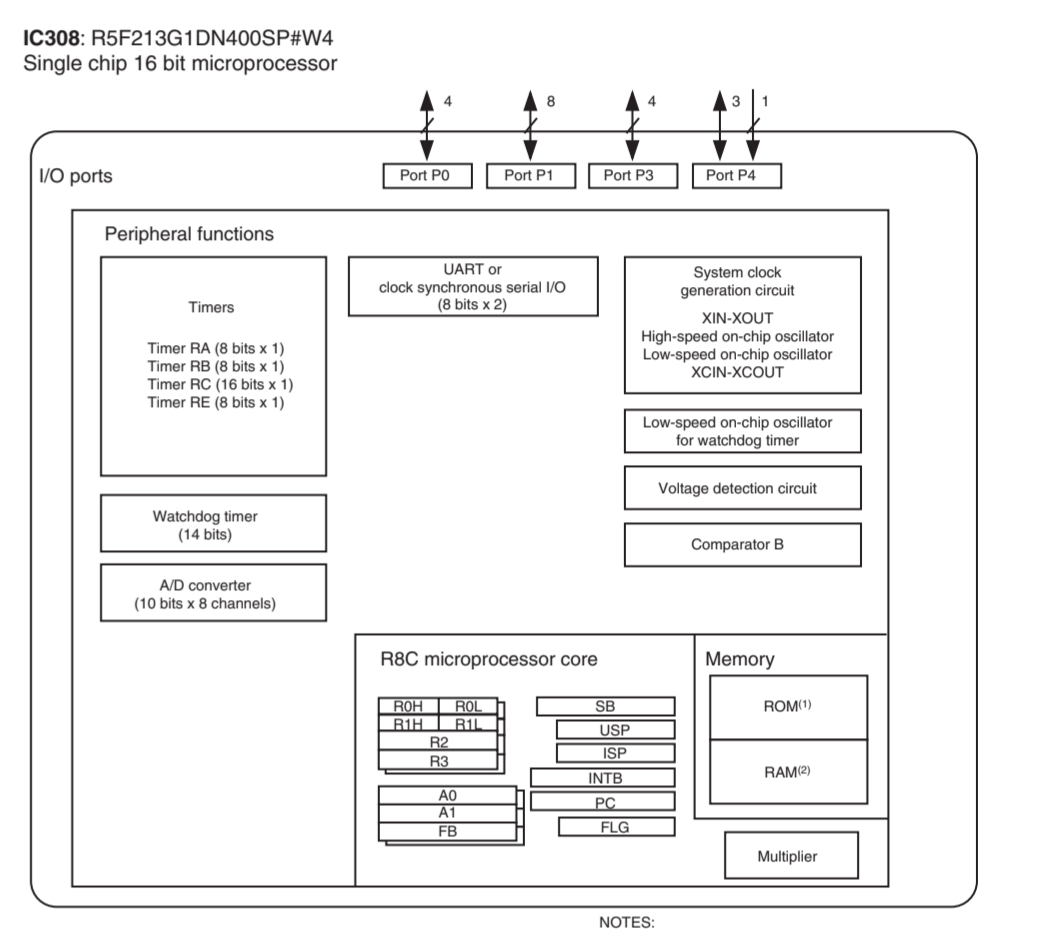 IC308: R5F213G1DN400SP#W4
Single chip 16 bit microprocessor
4
8
4
3
1
I/O ports
Port P0
Port P1
Port P3
Port P4
Peripheral functions
Timers
Timer RA (8 bits x 1)
Timer RB (8 bits x 1)
Timer RC (16 bits x 1)
Timer RE (8 bits x 1)
UART or
clock synchronous serial I/O
(8 bits x 2)
System clock
generation circuit
XIN-XOUT
High-speed on-chip oscillator
Low-speed on-chip oscillator
XCIN-XCOUT
Low-speed on-chip oscillator
for watchdog timer
Voltage detection circuit
Comparator B
Watchdog timer
(14 bits)
A/D converter
(10 bits x 8 channels)
R8C microprocessor core
R0H
R0L
R1H
R1L
R2
R3
A0
A1
FB
SB
USP
ISP
INTB
PC
FLG
Memory
ROM(1)
RAM(2)
Multiplier
NOTES: